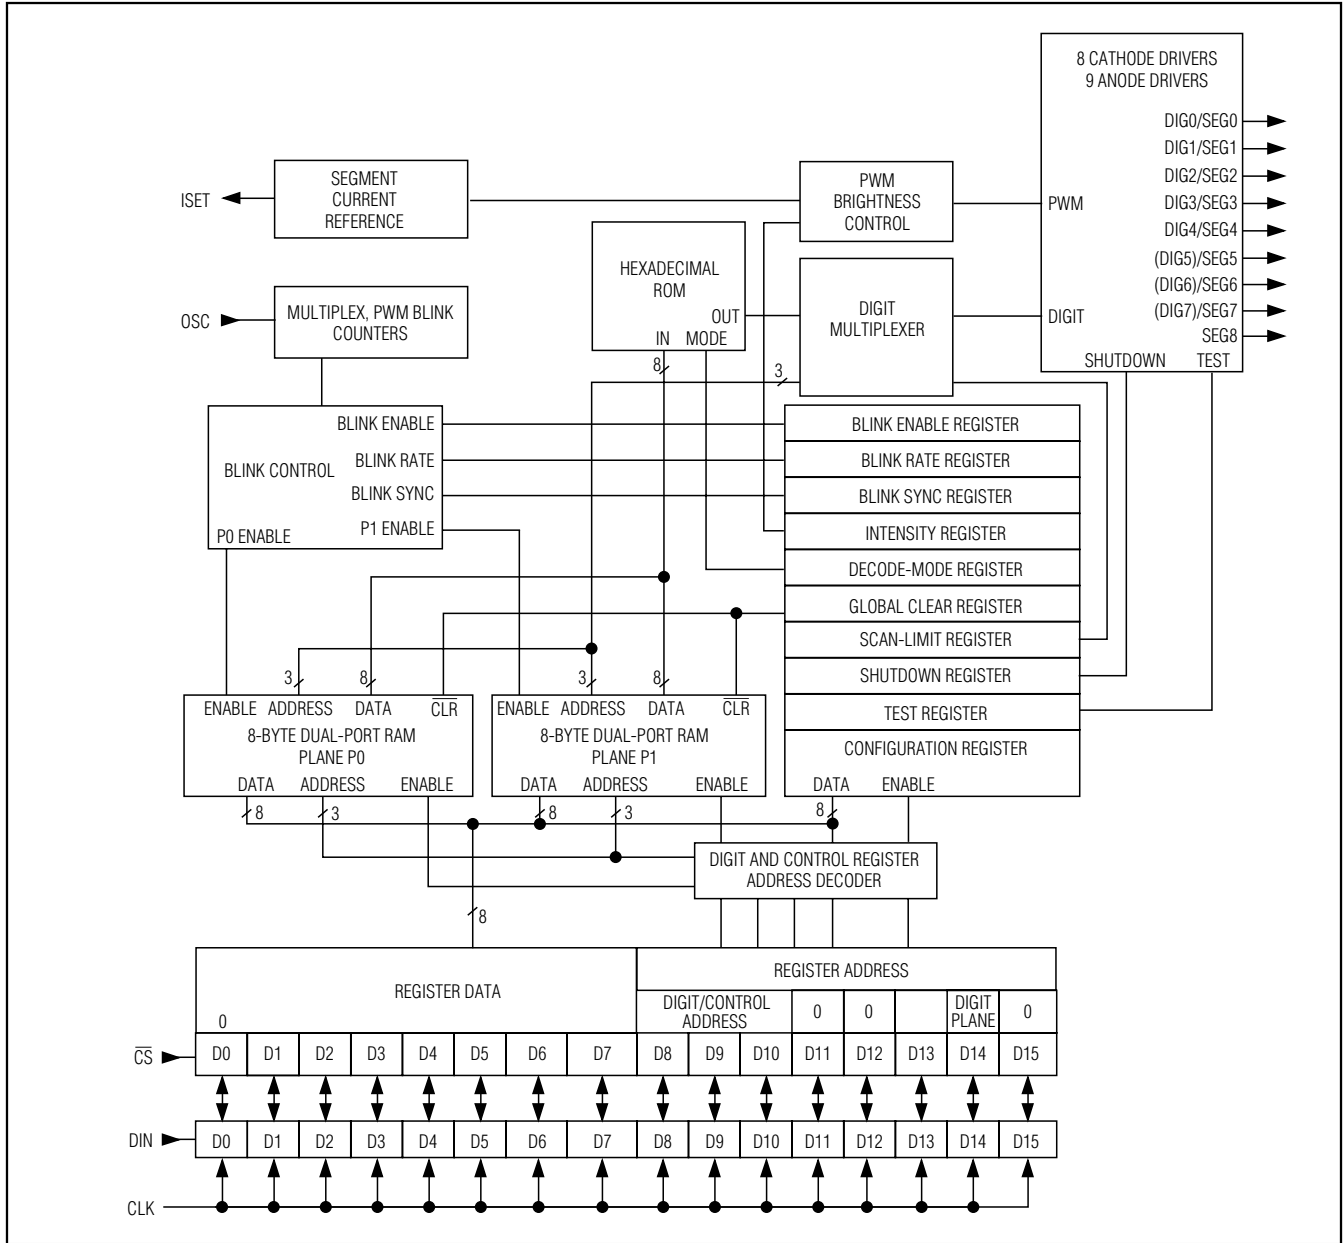 8 CATHODE DRIVERS
9 ANODE DRIVERS
DIG0/SEG0
DIG1/SEG1
DIG2/SEG2
DIG3/SEG3
DIG4/SEG4
(DIG5)/SEG5
(DIG6)/SEG6
(DIG7)/SEG7
SEG8
PWM
DIGIT
SHUTDOWN TEST
ISET
SEGMENT
CURRENT
REFERENCE
PWM
BRIGHTNESS
CONTROL
HEXADECIMAL
ROM
OUT
IN MODE
8
DIGIT
MULTIPLEXER
3
OSC
MULTIPLEX, PWM BLINK
COUNTERS
BLINK ENABLE
BLINK CONTROL
BLINK RATE
BLINK SYNC
P1 ENABLE
P0 ENABLE
BLINK ENABLE REGISTER
BLINK RATE REGISTER
BLINK SYNC REGISTER
INTENSITY REGISTER
DECODE-MODE REGISTER
GLOBAL CLEAR REGISTER
SCAN-LIMIT REGISTER
SHUTDOWN REGISTER
TEST REGISTER
CONFIGURATION REGISTER
DATA ENABLE
8
3 8
ENABLE ADDRESS DATA CLR
8-BYTE DUAL-PORT RAM
PLANE P0
DATA ADDRESS ENABLE
8 3
3 8
ENABLE ADDRESS DATA CLR
8-BYTE DUAL-PORT RAM
PLANE P1
DATA ADDRESS ENABLE
8 3
DIGIT AND CONTROL REGISTER
ADDRESS DECODER
8
REGISTER DATA
0
REGISTER ADDRESS
DIGIT/CONTROL
ADDRESS
0 0
DIGIT
PLANE
0
CS D0 D1 D2 D3 D4 D5 D6 D7 D8 D9 D10 D11 D12 D13 D14 D15
DIN D0 D1 D2 D3 D4 D5 D6 D7 D8 D9 D10 D11 D12 D13 D14 D15
CLK